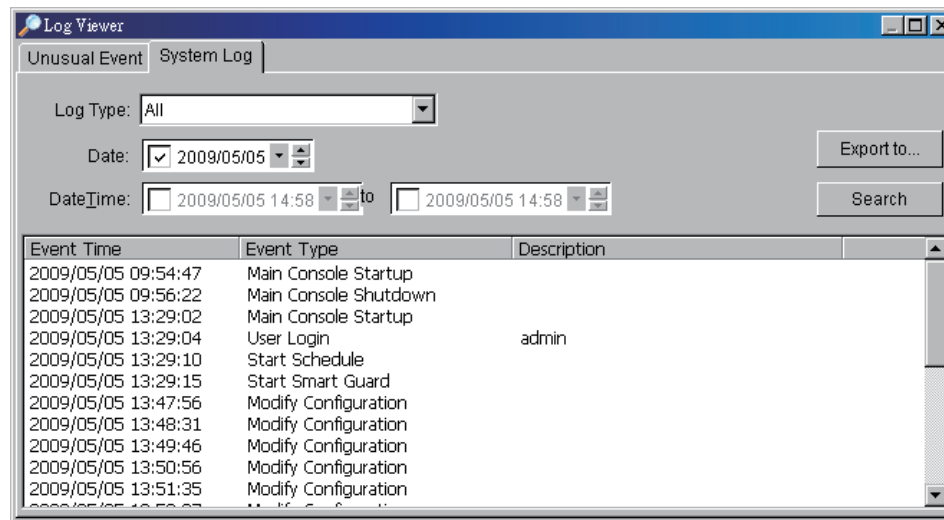 Log Viewer
Unusual Event System Log
Log Type: All
Date: 2009/05/05
Export to...
DateTime: 2009/05/05 14:58 to 2009/05/05 14:58
Search
Event Time Event Type Description
2009/05/05 09:54:47 Main Console Startup
2009/05/05 09:56:22 Main Console Shutdown
2009/05/05 13:29:02 Main Console Startup
2009/05/05 13:29:04 User Login admin
2009/05/05 13:29:10 Start Schedule
2009/05/05 13:29:15 Start Smart Guard
2009/05/05 13:47:56 Modify Configuration
2009/05/05 13:48:31 Modify Configuration
2009/05/05 13:49:46 Modify Configuration
2009/05/05 13:50:56 Modify Configuration
2009/05/05 13:51:35 Modify Configuration